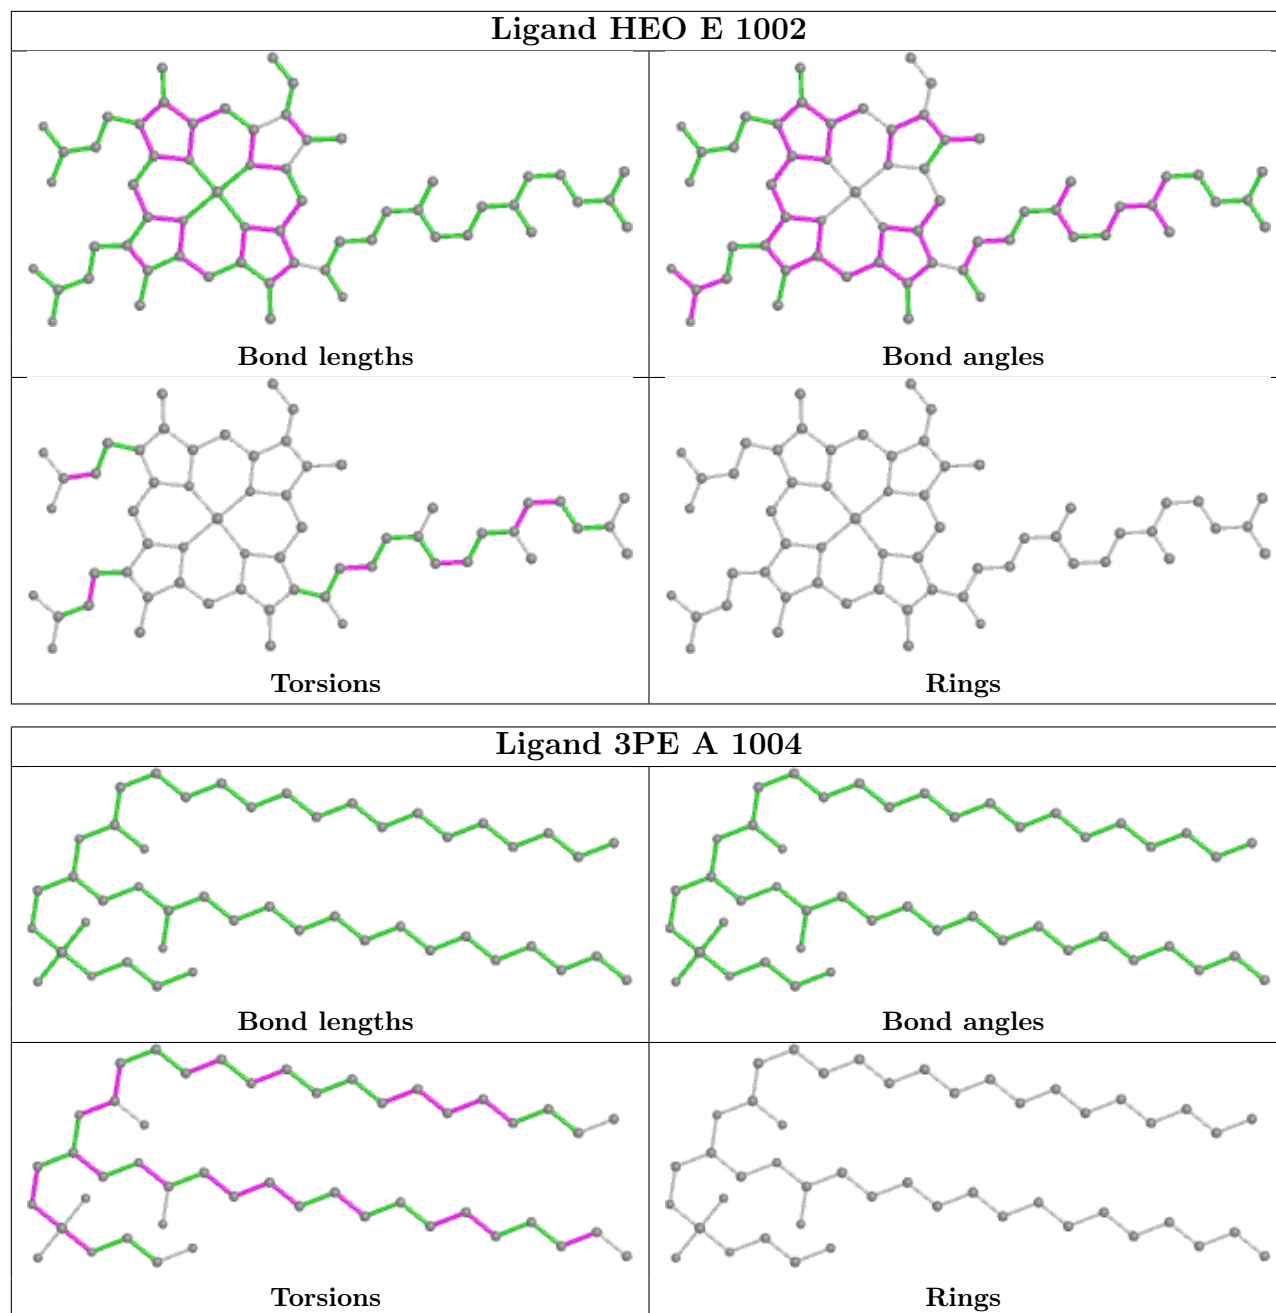 Ligand HEO E 1002
Bond lengths
Bond angles
Torsions
Rings
Ligand 3PE A 1004
Bond lengths
Bond angles
Torsions
Rings